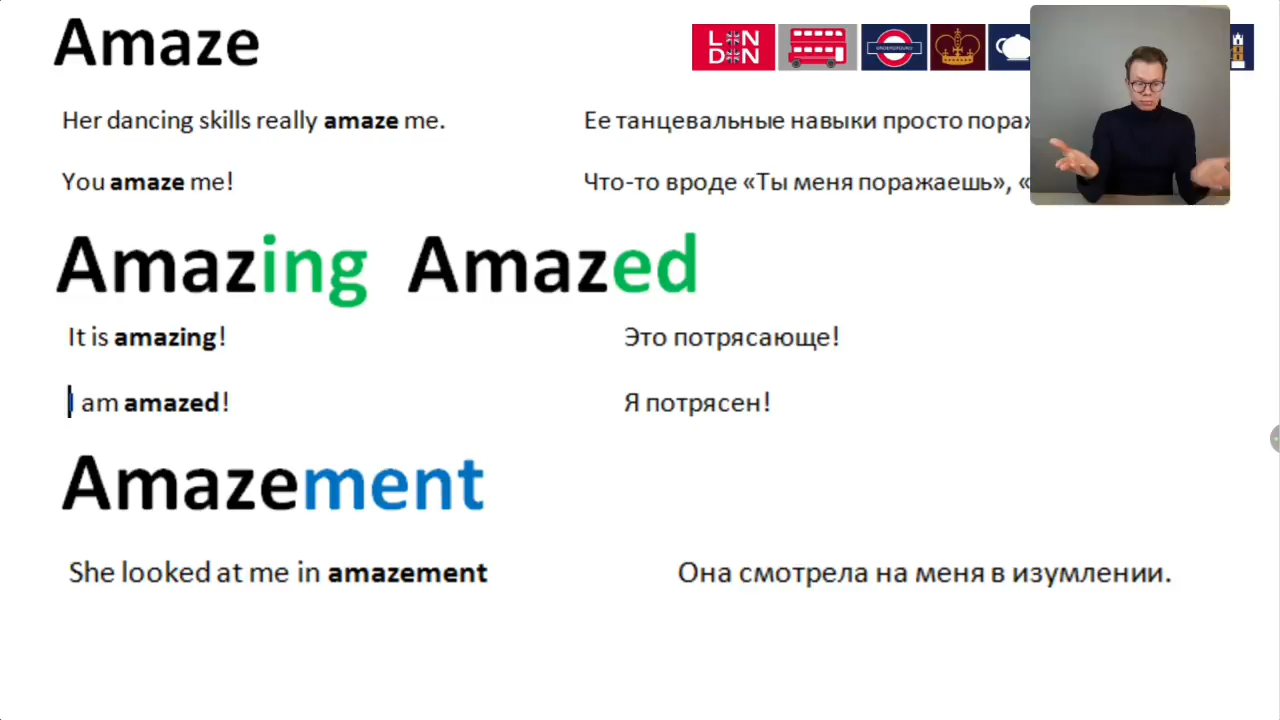 Amaze
LONDON
UNDERGROUND
Her dancing skills really amaze me.
Ее танцевальные навыки просто
You amaze me!
Что-то вроде «Ты меня поражаешь», «
Amazing Amazed
It is amazing!
Это потрясающе!
I am amazed!
Я потрясен!
Amazement
She looked at me in amazement
Она смотрела на меня в изумлении.